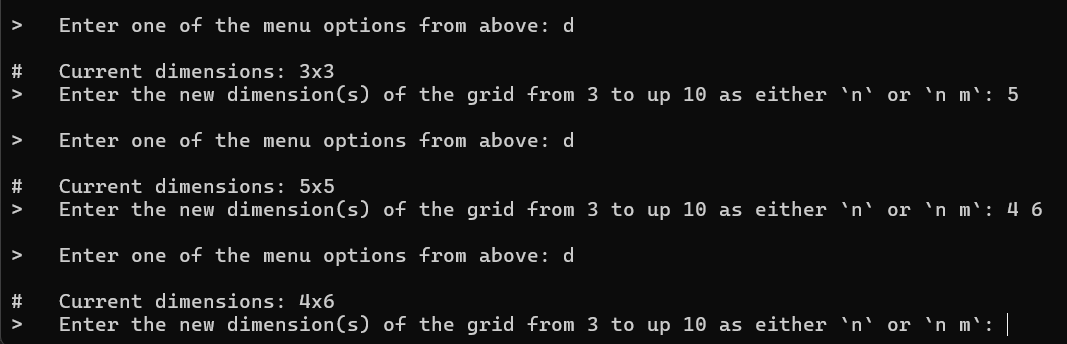 >   Enter one of the menu options from above: d
#   Current dimensions: 3x3
>   Enter the new dimension(s) of the grid from 3 to up 10 as either `n` or `n m`: 5
>   Enter one of the menu options from above: d
#   Current dimensions: 5x5
>   Enter the new dimension(s) of the grid from 3 to up 10 as either `n` or `n m`: 4 6
>   Enter one of the menu options from above: d
#   Current dimensions: 4x6
>   Enter the new dimension(s) of the grid from 3 to up 10 as either `n` or `n m`: